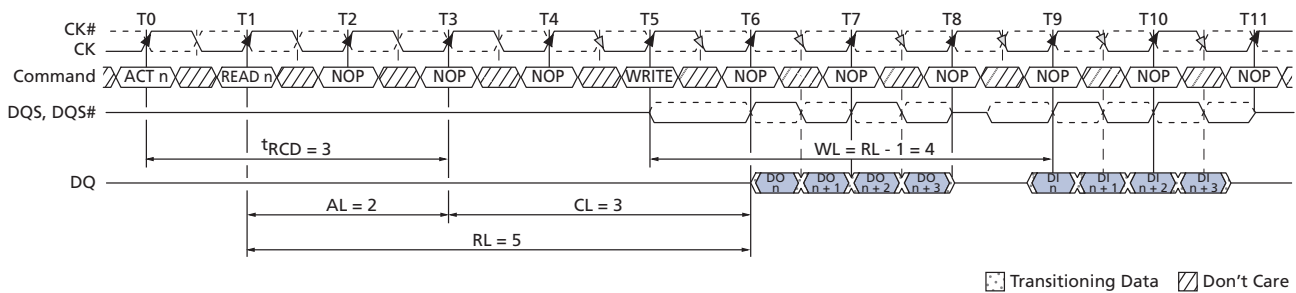 T0 T1 T2 T3 T4 T5 T6 T7 T8 T9 T10 T11
CK#
CK
Command ACT n READ n NOP NOP NOP WRITE NOP NOP NOP NOP NOP NOP
DQS, DQS#
tRCD = 3 WL = RL - 1 = 4
DQ DO n DO n + 1 DO n + 2 DO n + 3 DI n DI n + 1 DI n + 2 DI n + 3
AL = 2 CL = 3
RL = 5
Transitioning Data Don't Care